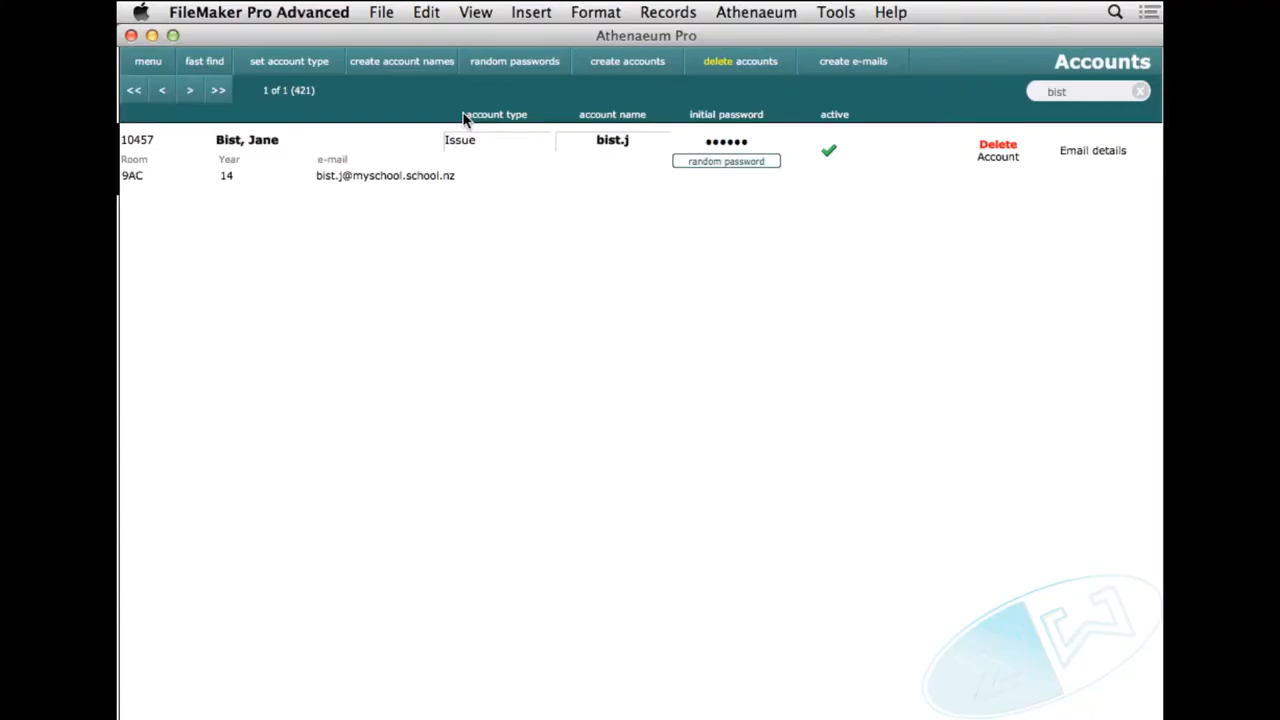 FileMaker Pro Advanced File Edit View Insert Format Records Athenaeum Tools Help
Athenaeum Pro
menu fast find set account type create account names random passwords create accounts delete accounts create e-mails Accounts
<< < > >> 1 of 1 (421) bist
account type account name initial password active
10457 Bist, Jane Issue bist.j ••••••
Delete
Account
Email details
Room Year e-mail random password
9AC 14 bist.j@myschool.school.nz